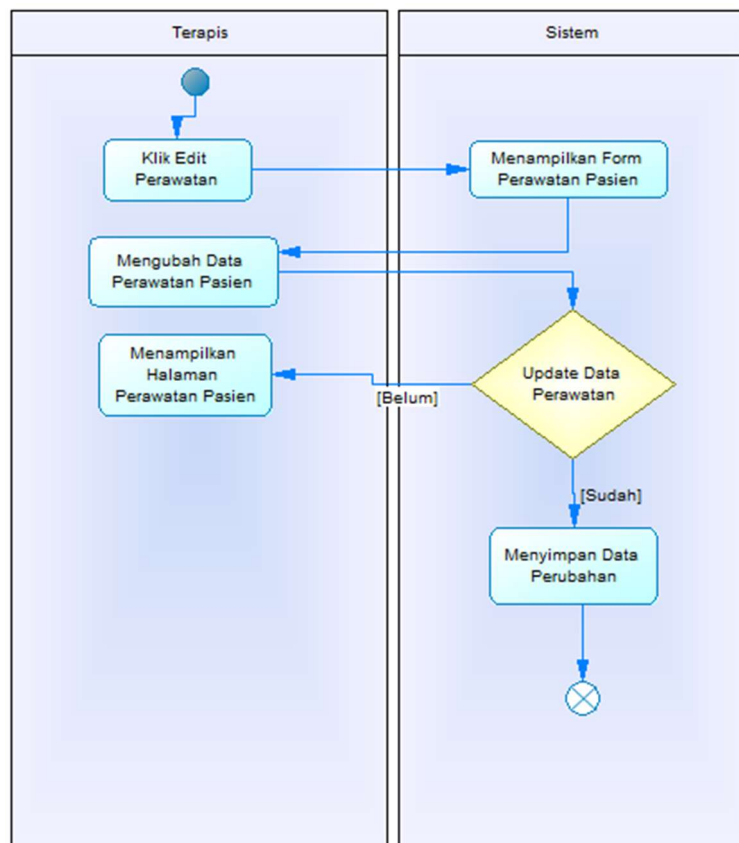 Terapis
Sistem
Klik Edit
Perawatan
Menampilkan Form
Perawatan Pasien
Mengubah Data
Perawatan Pasien
Menampilkan
Halaman
Perawatan Pasien
Update Data
Perawatan
[Belum]
[Sudah]
Menyimpan Data
Perubahan